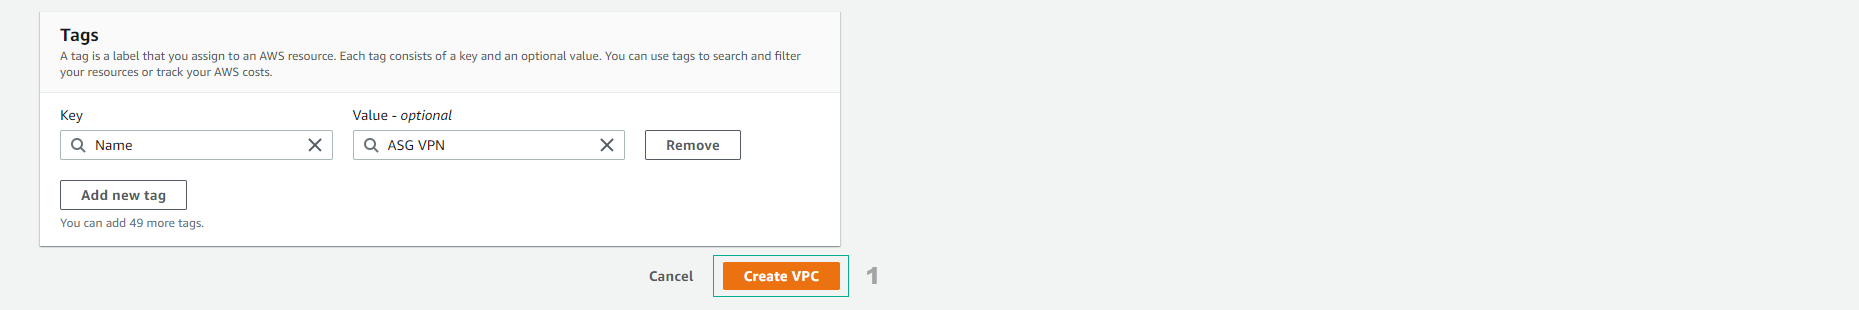 Tags
A tag is a label that you assign to an AWS resource. Each tag consists of a key and an optional value. You can use tags to search and filter
your resources or track your AWS costs.
Key
Value - optional
Name
ASG VPN
Remove
Add new tag
You can add 49 more tags.
Cancel
Create VPC
1